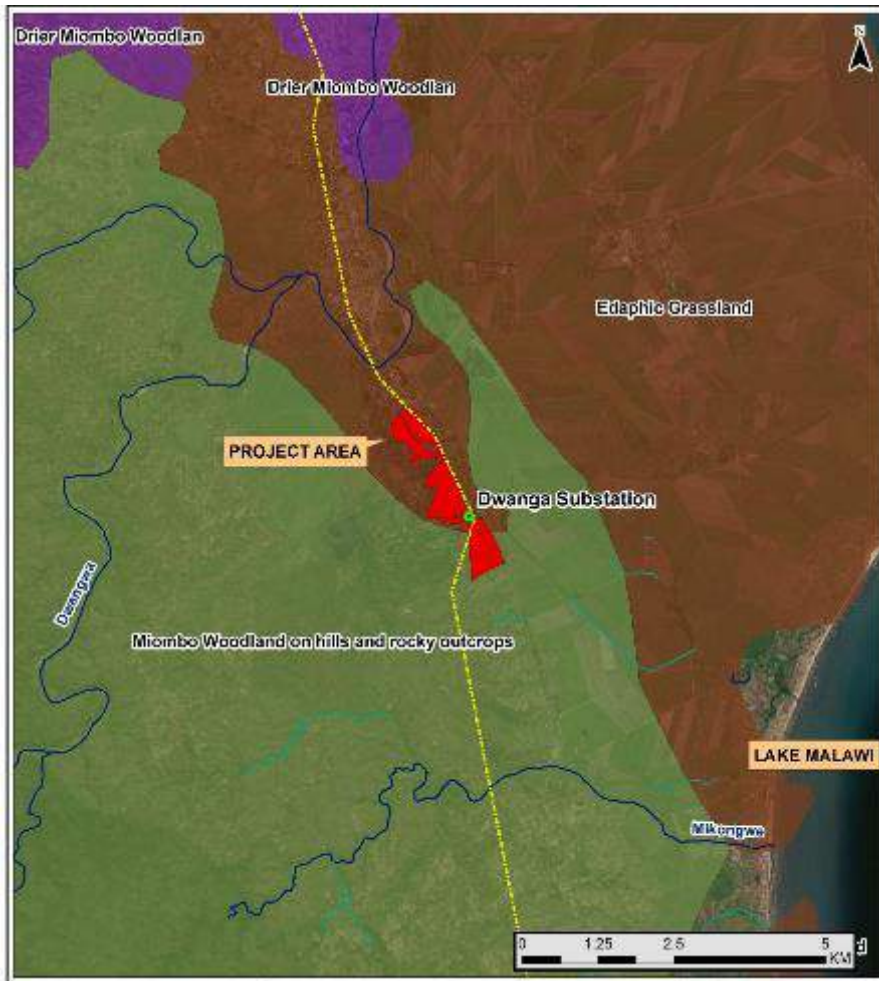 N
Drier Miombo Woodlan
Drier Miombo Woodlan
Edaphic Grassland
PROJECT AREA
Dwanga Substation
Dwangwa
Miombo Woodland on hills and rocky outcrops
LAKE MALAWI
Mikongwe
0 1.25 2.5 5
KM